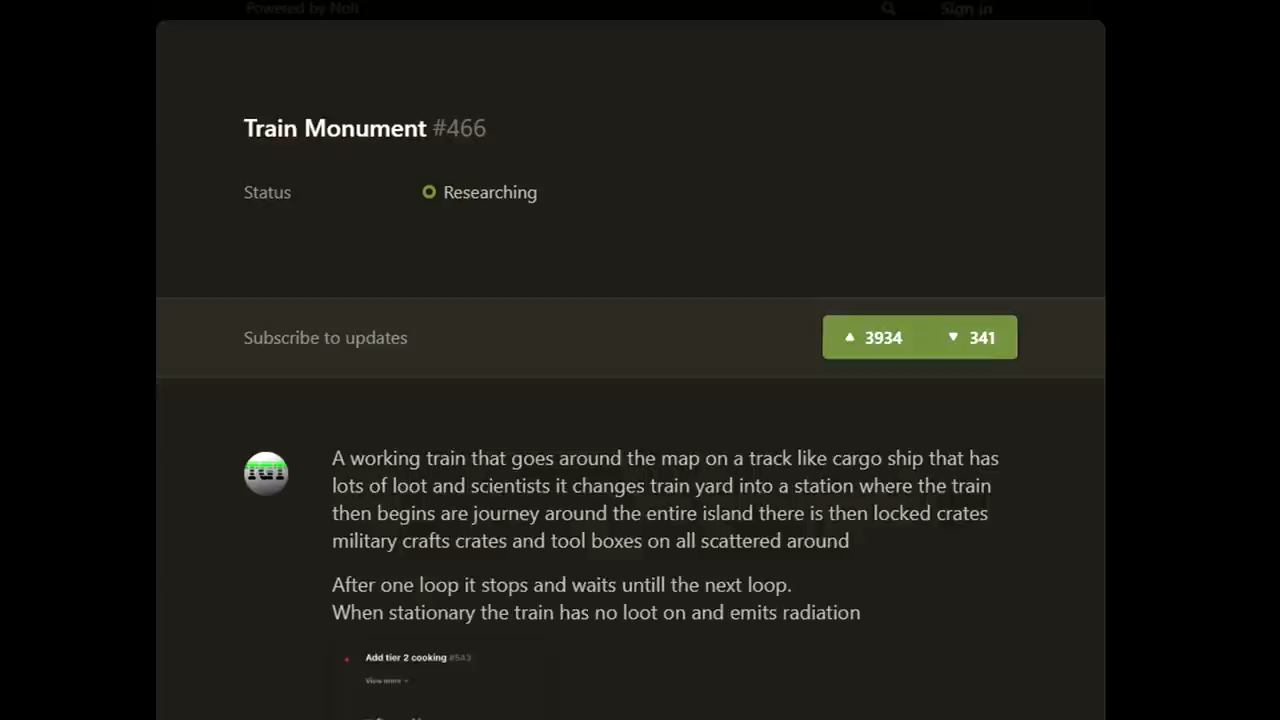 Powered by Nolt
Sign in
Train Monument #466
Status
Researching
Subscribe to updates
3934
341
A working train that goes around the map on a track like cargo ship that has
lots of loot and scientists it changes train yard into a station where the train
then begins are journey around the entire island there is then locked crates
military crafts crates and tool boxes on all scattered around
After one loop it stops and waits untill the next loop.
When stationary the train has no loot on and emits radiation
Add tier 2 cooking #543
View more